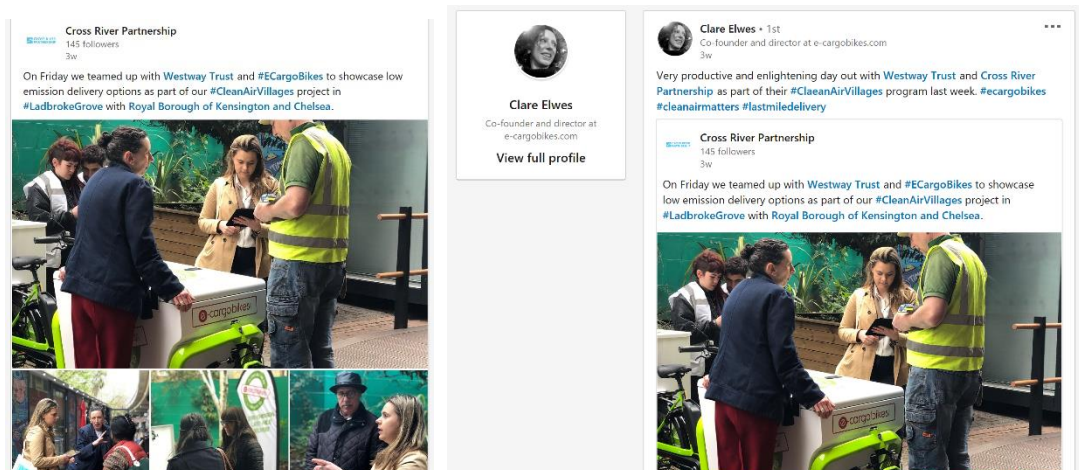 Cross River Partnership
145 followers
3w
On Friday we teamed up with Westway Trust and #ECargoBikes to showcase low
emission delivery options as part of our #CleanAirVillages project in
#LadbrokeGrove with Royal Borough of Kensington and Chelsea.
e-cargobikes
Clare Elwes
Co-founder and director at
e-cargobikes.com
View full profile
Clare Elwes • 1st
Co-founder and director at e-cargobikes.com
3w
Very productive and enlightening day out with Westway Trust and Cross River
Partnership as part of their #ClaeanAirVillages program last week. #ecargobikes
#cleanairmatters #lastmiledelivery
Cross River Partnership
145 followers
3w
On Friday we teamed up with Westway Trust and #ECargoBikes to showcase
low emission delivery options as part of our #CleanAirVillages project in
#LadbrokeGrove with Royal Borough of Kensington and Chelsea.
e-cargobikes